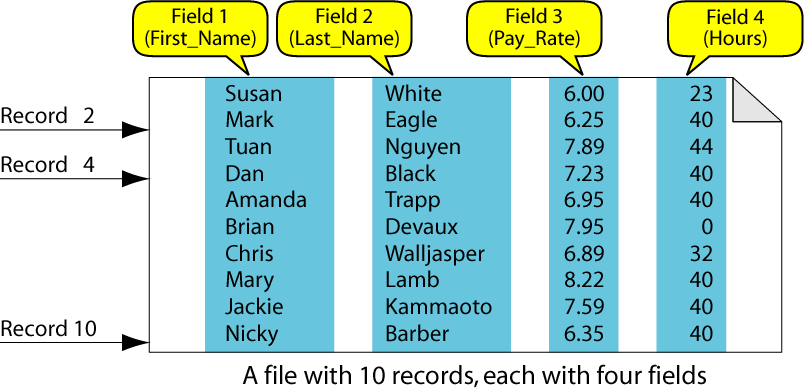 Field 1
(First_Name)
Field 2
(Last_Name)
Field 3
(Pay_Rate)
Field 4
(Hours)
Record 2
Record 4
Record 10
Susan White 6.00 23
Mark Eagle 6.25 40
Tuan Nguyen 7.89 44
Dan Black 7.23 40
Amanda Trapp 6.95 40
Brian Devaux 7.95 0
Chris Walljasper 6.89 32
Mary Lamb 8.22 40
Jackie Kammaoto 7.59 40
Nicky Barber 6.35 40
A file with 10 records, each with four fields